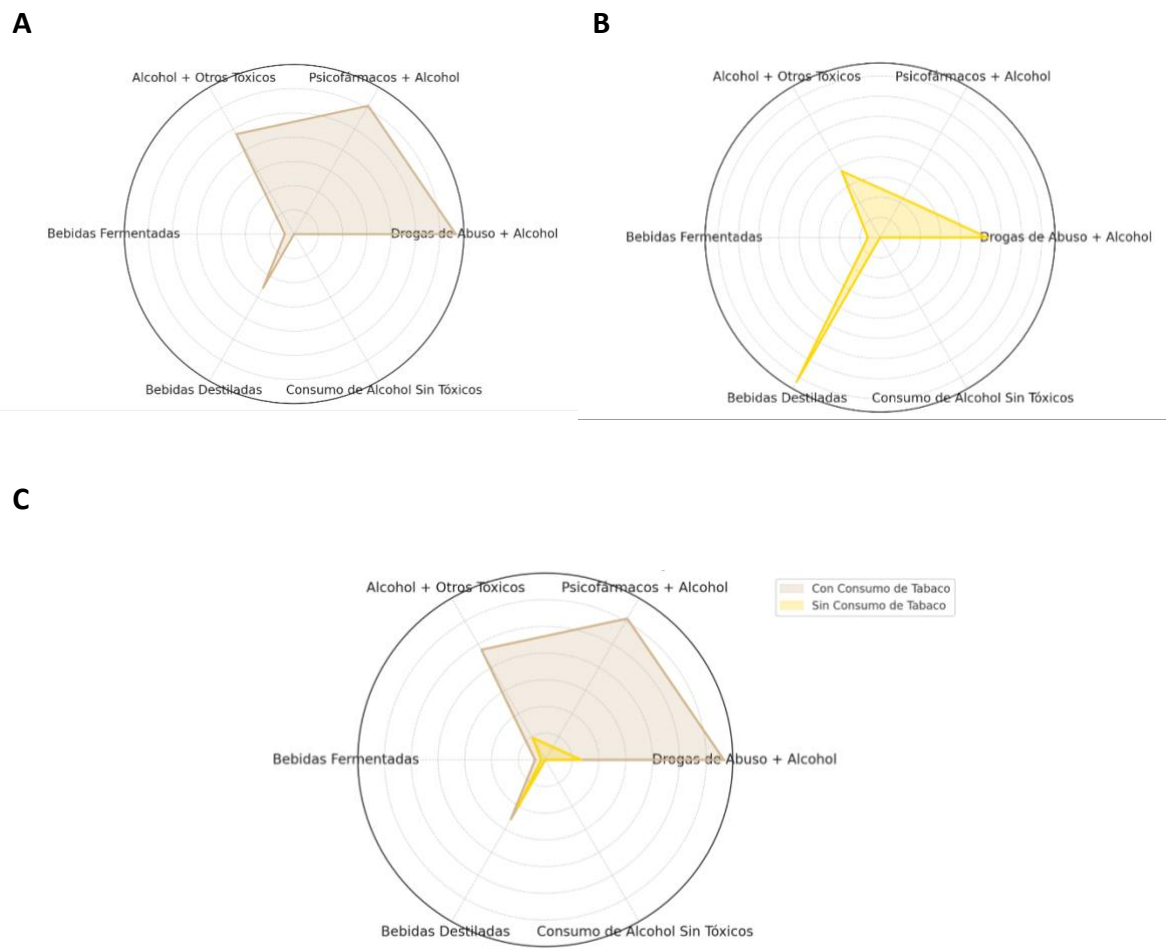 A
Alcohol + Otros Tóxicos
Psicofármacos + Alcohol
Bebidas Fermentadas
Drogas de Abuso + Alcohol
Bebidas Destiladas
Consumo de Alcohol Sin Tóxicos
B
Alcohol + Otros Tóxicos
Psicofármacos + Alcohol
Bebidas Fermentadas
Drogas de Abuso + Alcohol
Bebidas Destiladas
Consumo de Alcohol Sin Tóxicos
C
Alcohol + Otros Tóxicos
Psicofármacos + Alcohol
Con Consumo de Tabaco
Sin Consumo de Tabaco
Bebidas Fermentadas
Drogas de Abuso + Alcohol
Bebidas Destiladas
Consumo de Alcohol Sin Tóxicos